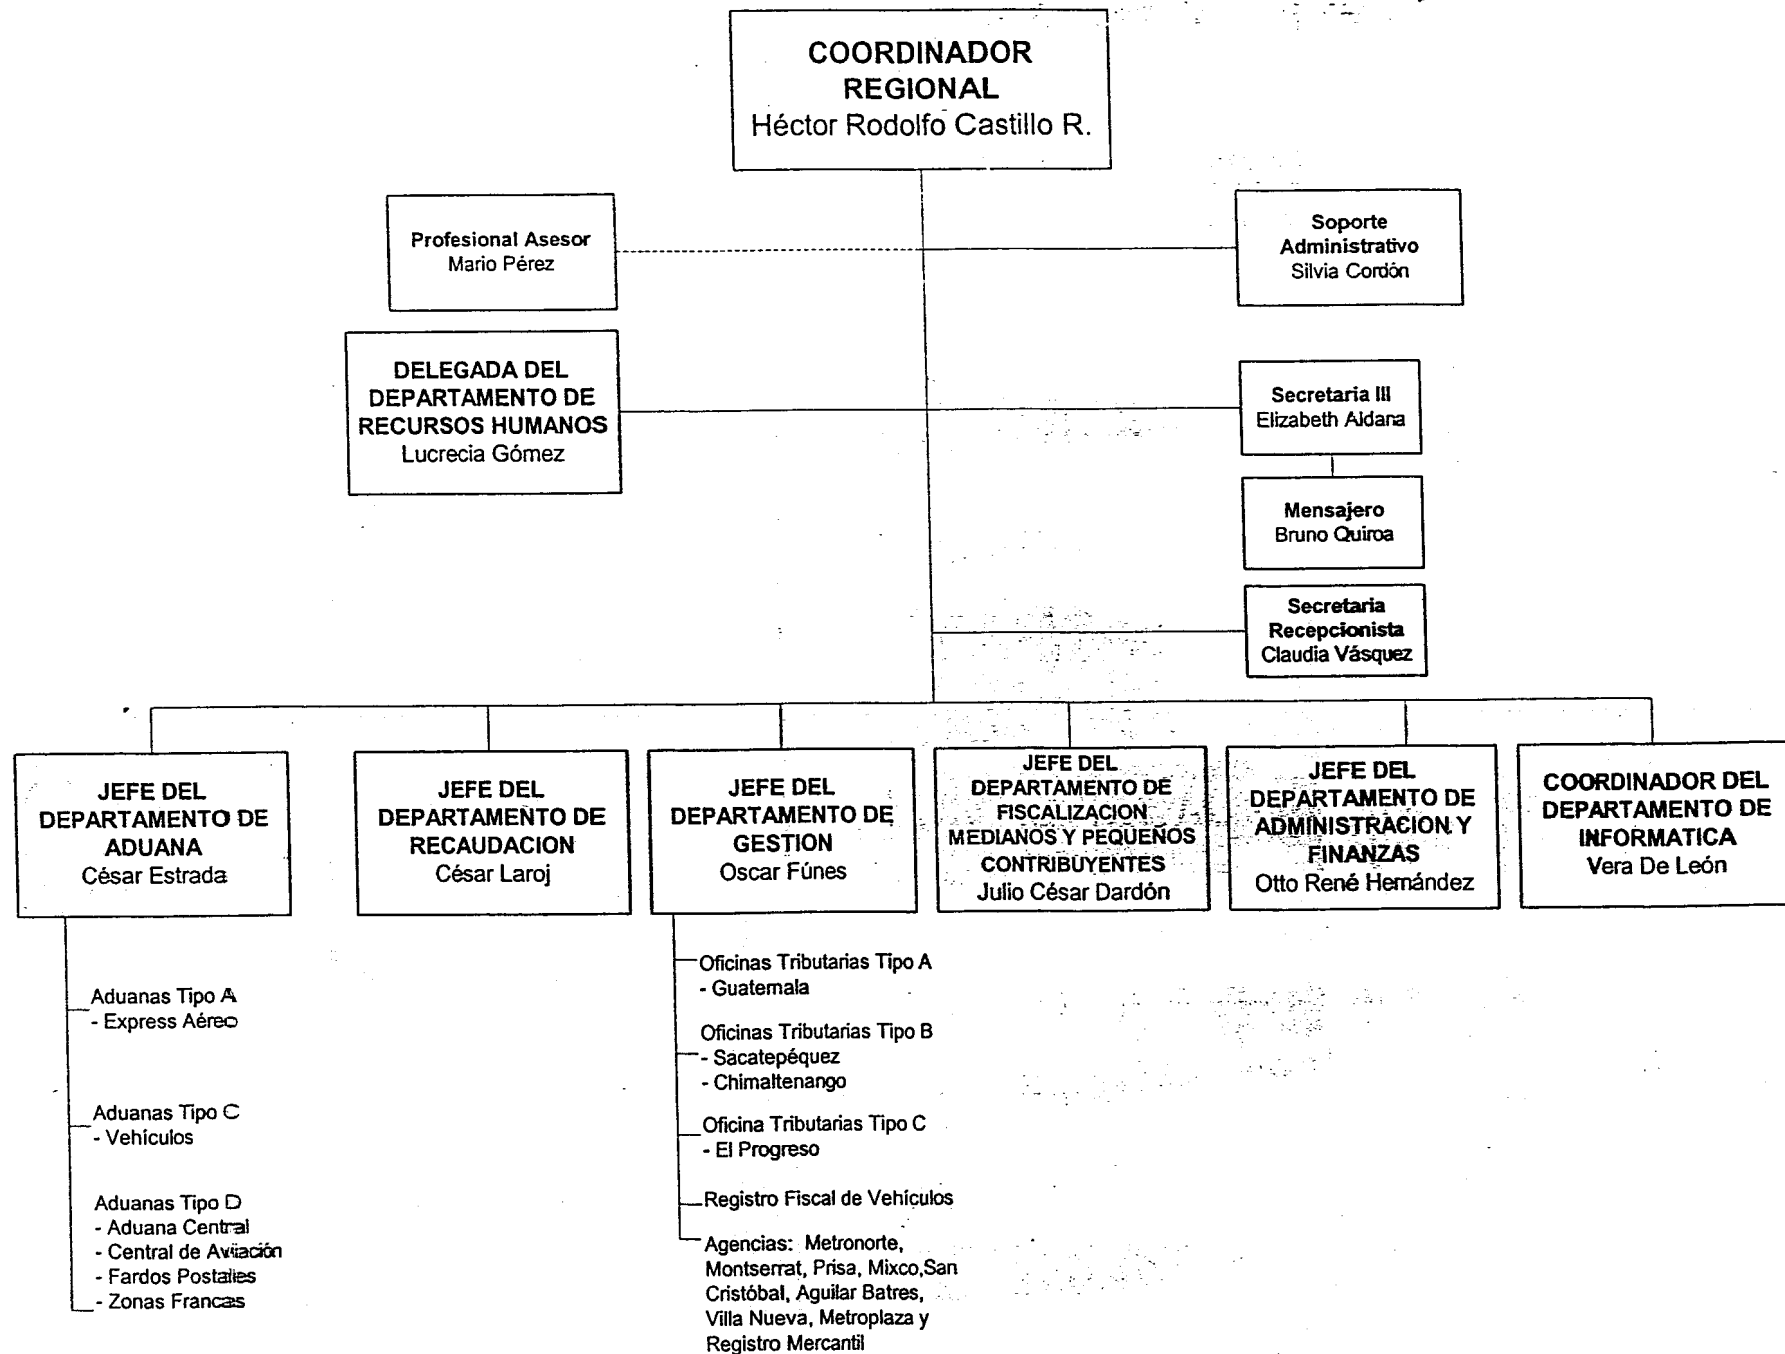 COORDINADOR
REGIONAL
Héctor Rodolfo Castillo R.
Profesional Asesor
Mario Pérez
Soporte
Administrativo
Silvia Cordón
DELEGADA DEL
DEPARTAMENTO DE
RECURSOS HUMANOS
Lucrecia Gómez
Secretaria III
Elizabeth Aldana
Mensajero
Bruno Quiroa
Secretaria
Recepcionista
Claudia Vásquez
JEFE DEL
DEPARTAMENTO DE
ADUANA
César Estrada
JEFE DEL
DEPARTAMENTO DE
RECAUDACION
César Laroj
JEFE DEL
DEPARTAMENTO DE
GESTION
Oscar Fúnes
JEFE DEL
DEPARTAMENTO DE
FISCALIZACION
MEDIANOS Y PEQUEÑOS
CONTRIBUYENTES
Julio César Dardón
JEFE DEL
DEPARTAMENTO DE
ADMINISTRACION Y
FINANZAS
Otto René Hernández
COORDINADOR DEL
DEPARTAMENTO DE
INFORMATICA
Vera De León
Aduanas Tipo A
- Express Aéreo
Aduanas Tipo C
- Vehículos
Aduanas Tipo D
- Aduana Central
- Central de Aviación
- Fardos Postales
- Zonas Francas
Oficinas Tributarias Tipo A
- Guatemala
Oficinas Tributarias Tipo B
- Sacatepéquez
- Chimaltenango
Oficina Tributarias Tipo C
- El Progreso
Registro Fiscal de Vehículos
Agencias: Metronorte,
Montserrat, Prisa, Mixco,San
Cristóbal, Aguilar Batres,
Villa Nueva, Metroplaza y
Registro Mercantil